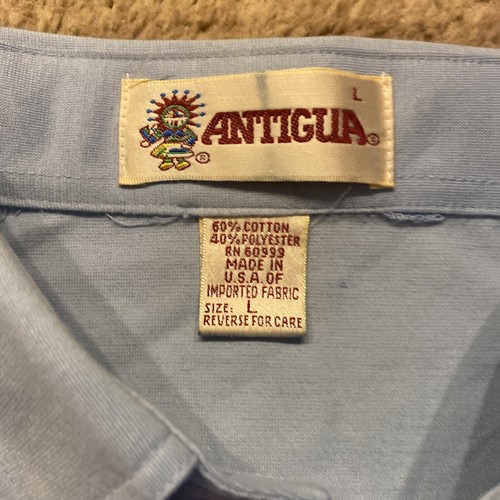 L
ANTIGUA®
®
60% COTTON
40% POLYESTER
RN 60999
MADE IN
U.S.A. OF
IMPORTED FABRIC
SIZE: L
REVERSE FOR CARE